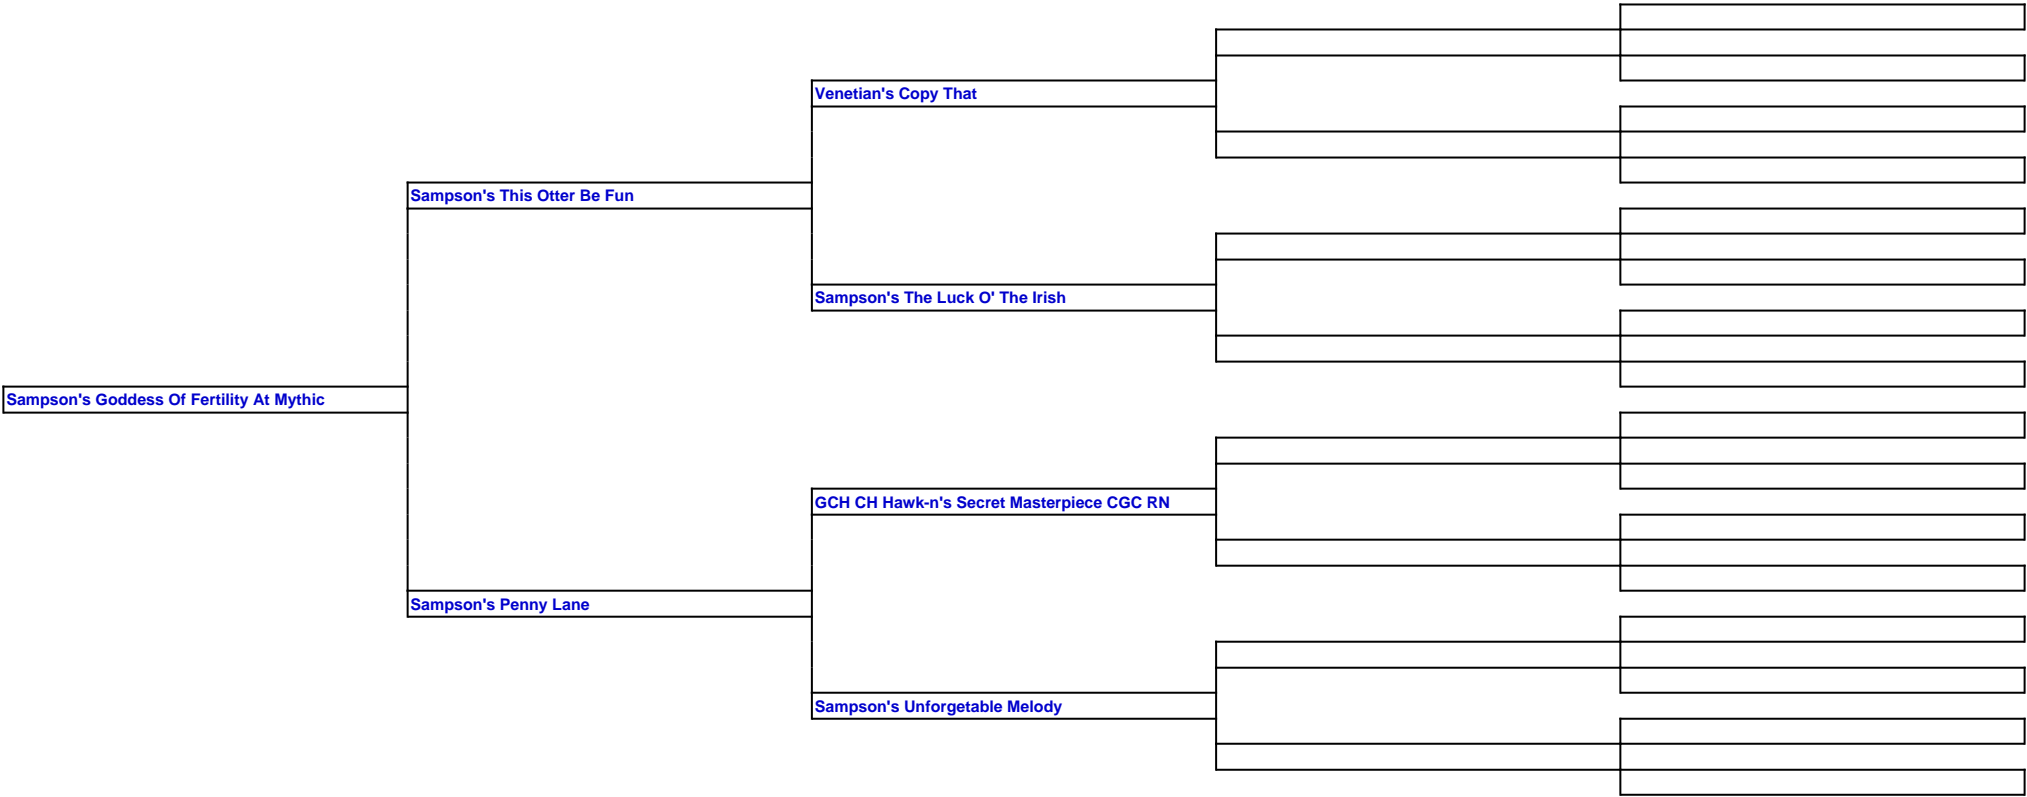 Venetian's Copy That
Sampson's This Otter Be Fun
Sampson's The Luck O' The Irish
Sampson's Goddess Of Fertility At Mythic
GCH CH Hawk-n's Secret Masterpiece CGC RN
Sampson's Penny Lane
Sampson's Unforgetable Melody